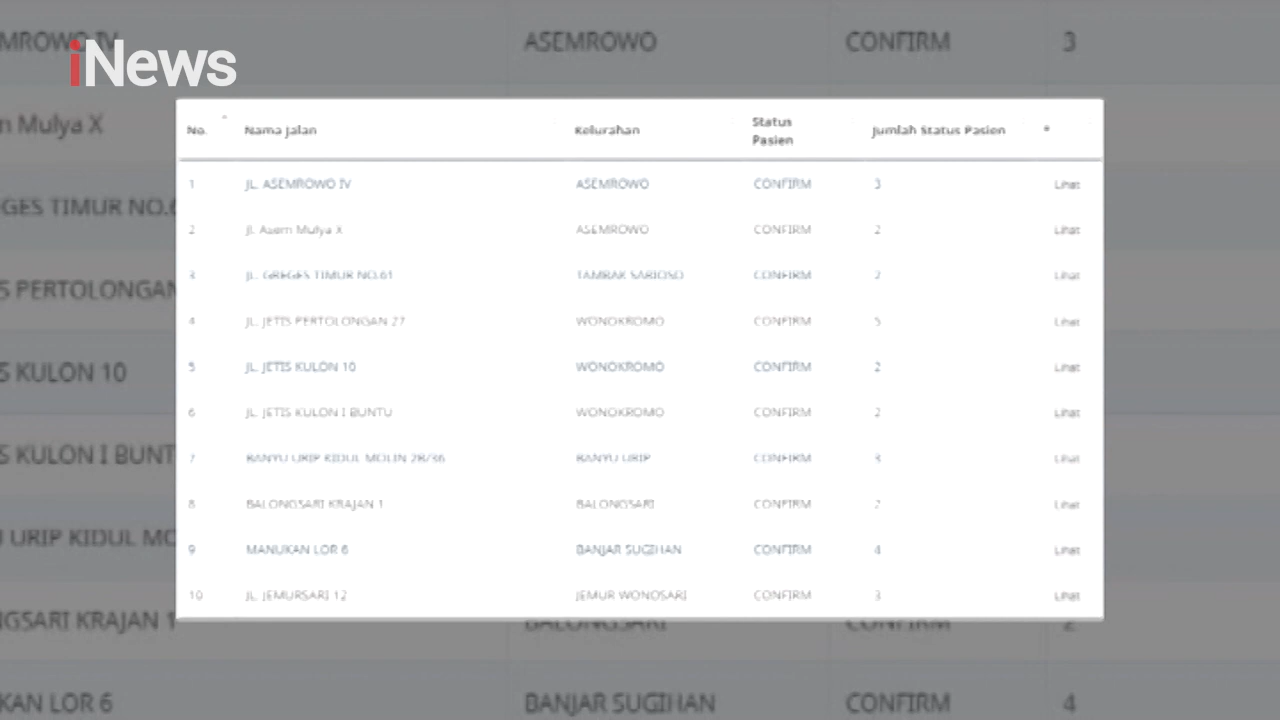 MROWO IV ASEMROWO CONFIRM 3
iNews
n Mulya X
No. Nama Jalan Kelurahan Status Pasien Jumlah Status Pasien
1 JL. ASEMROWO IV ASEMROWO CONFIRM 3 Lihat
2 Jl. Asem Mulya X ASEMROWO CONFIRM 2 Lihat
GES TIMUR NO.6
3 JL. GREGES TIMUR NO.61 TAMBAK SARIOSO CONFIRM 2 Lihat
S PERTOLONGAN
4 JL. JETIS PERTOLONGAN 27 WONOKROMO CONFIRM 5 Lihat
S KULON 10
5 JL. JETIS KULON 10 WONOKROMO CONFIRM 2 Lihat
6 JL. JETIS KULON I BUNTU WONOKROMO CONFIRM 2 Lihat
S KULON I BUNT
7 BANYU URIP KIDUL MOLIN 2B/36 BANYU URIP CONFIRM 3 Lihat
8 BALONGSARI KRAJAN 1 BALONGSARI CONFIRM 2 Lihat
URIP KIDUL MO
9 MANUKAN LOR 6 BANJAR SUGIHAN CONFIRM 4 Lihat
10 JL. JEMURSARI 12 JEMUR WONOSARI CONFIRM 3 Lihat
GSARI KRAJAN 1 BALONGSARI CONFIRM 2
KAN LOR 6 BANJAR SUGIHAN CONFIRM 4